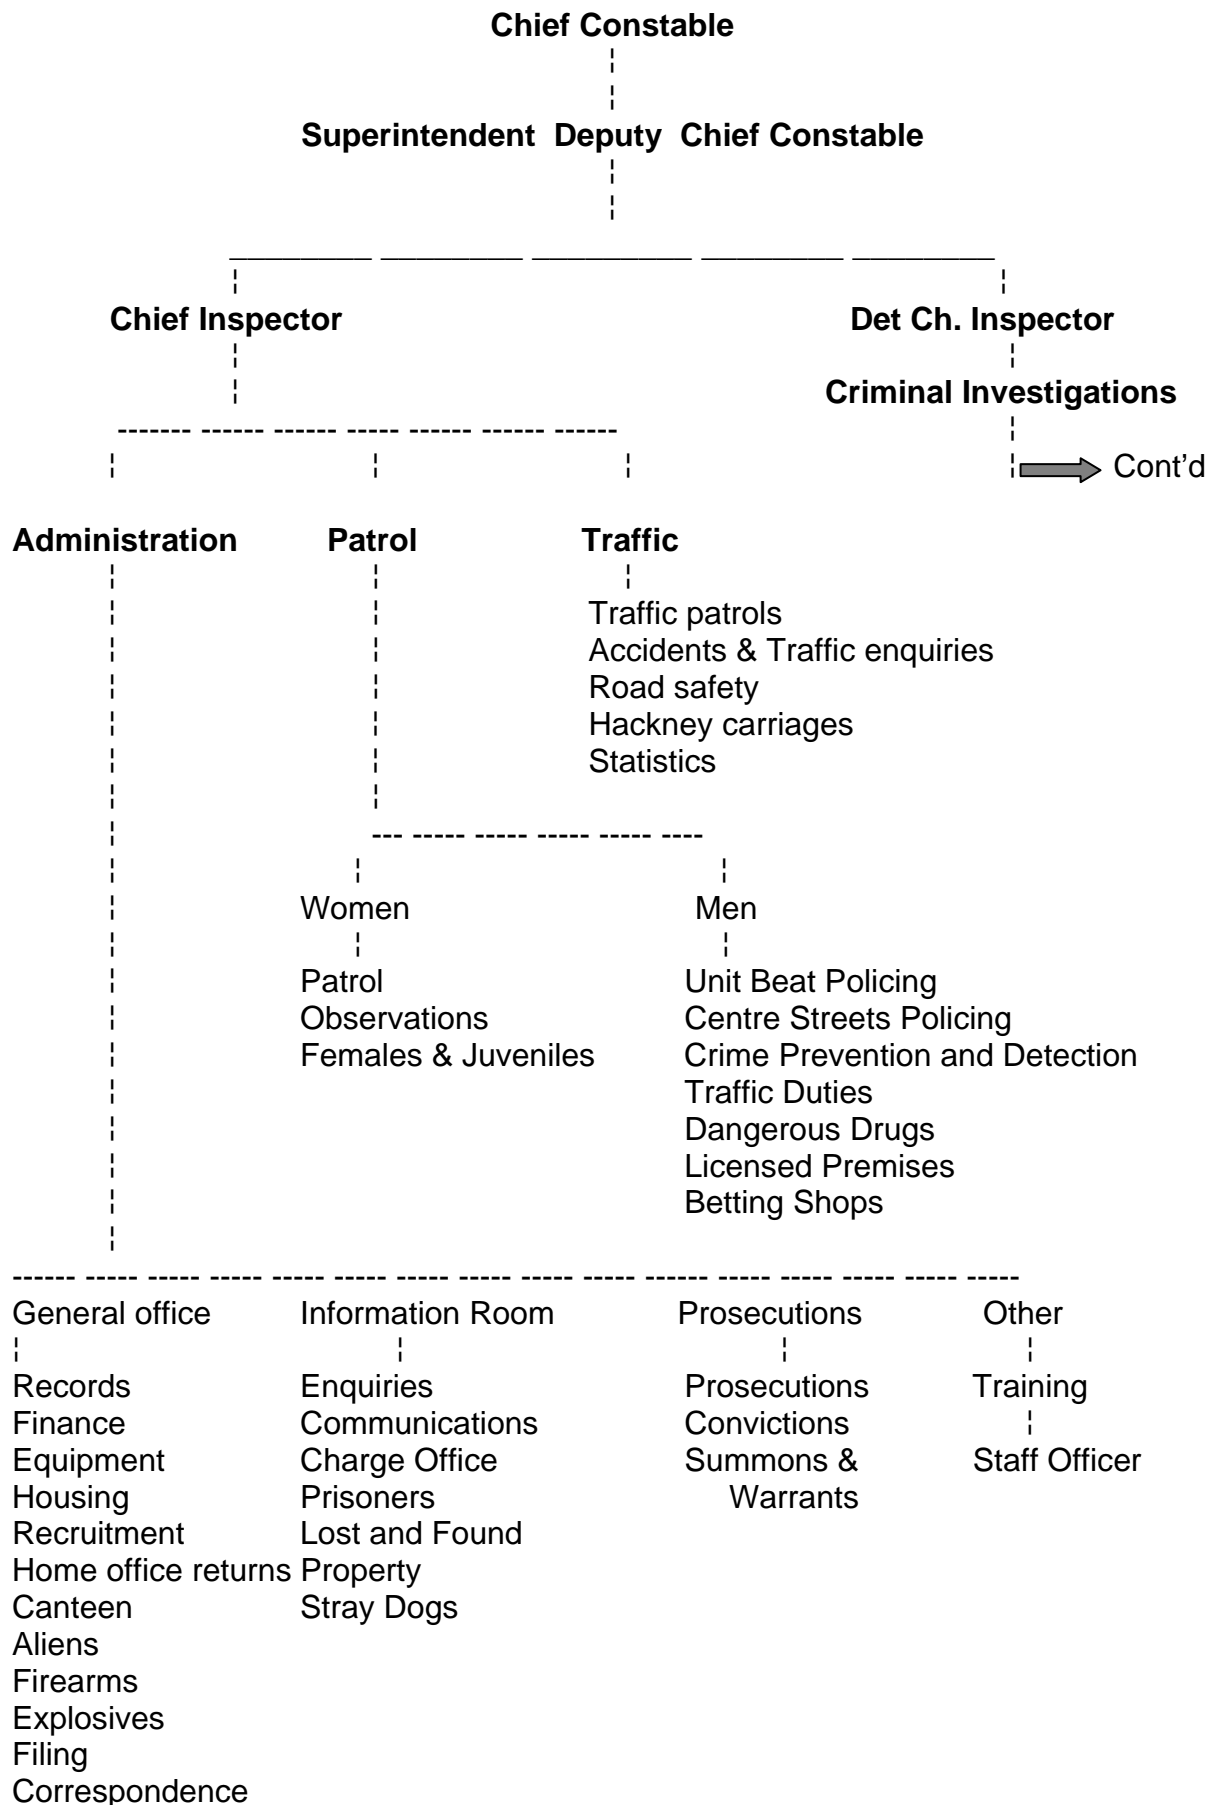 Chief Constable
Superintendent Deputy Chief Constable
Chief Inspector
Det Ch. Inspector
Criminal Investigations
Cont’d
Administration
Patrol
Traffic
Traffic patrols
Accidents & Traffic enquiries
Road safety
Hackney carriages
Statistics
Women
Men
Patrol
Observations
Females & Juveniles
Unit Beat Policing
Centre Streets Policing
Crime Prevention and Detection
Traffic Duties
Dangerous Drugs
Licensed Premises
Betting Shops
General office
Records
Finance
Equipment
Housing
Recruitment
Home office returns
Canteen
Aliens
Firearms
Explosives
Filing
Correspondence
Information Room
Enquiries
Communications
Charge Office
Prisoners
Lost and Found
Property
Stray Dogs
Prosecutions
Prosecutions
Convictions
Summons &
Warrants
Other
Training
Staff Officer